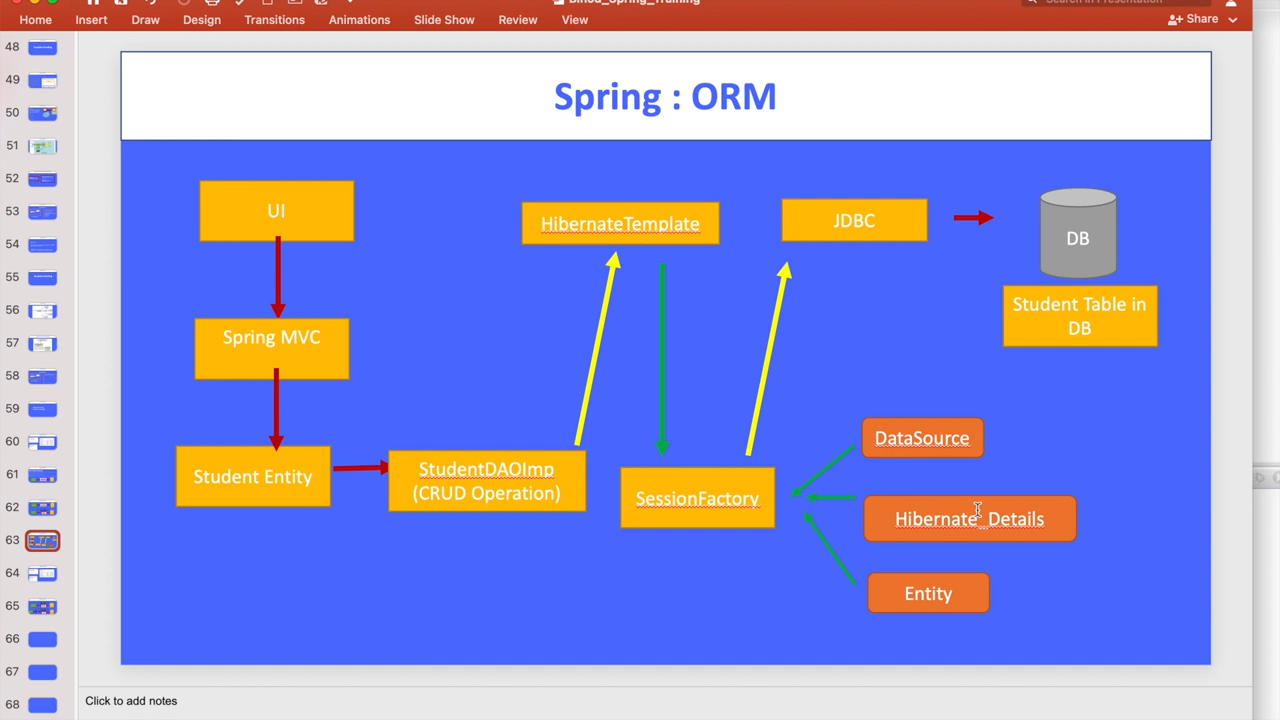 Home Insert Draw Design Transitions Animations Slide Show Review View Share
48
49
50
51
52
53
54
55
56
57
58
59
60
61
62
63
64
65
66
67
68
Spring : ORM
UI
Spring MVC
Student Entity
StudentDAOImp
(CRUD Operation)
HibernateTemplate
SessionFactory
JDBC
DB
Student Table in
DB
DataSource
Hibernate_Details
Entity
Click to add notes